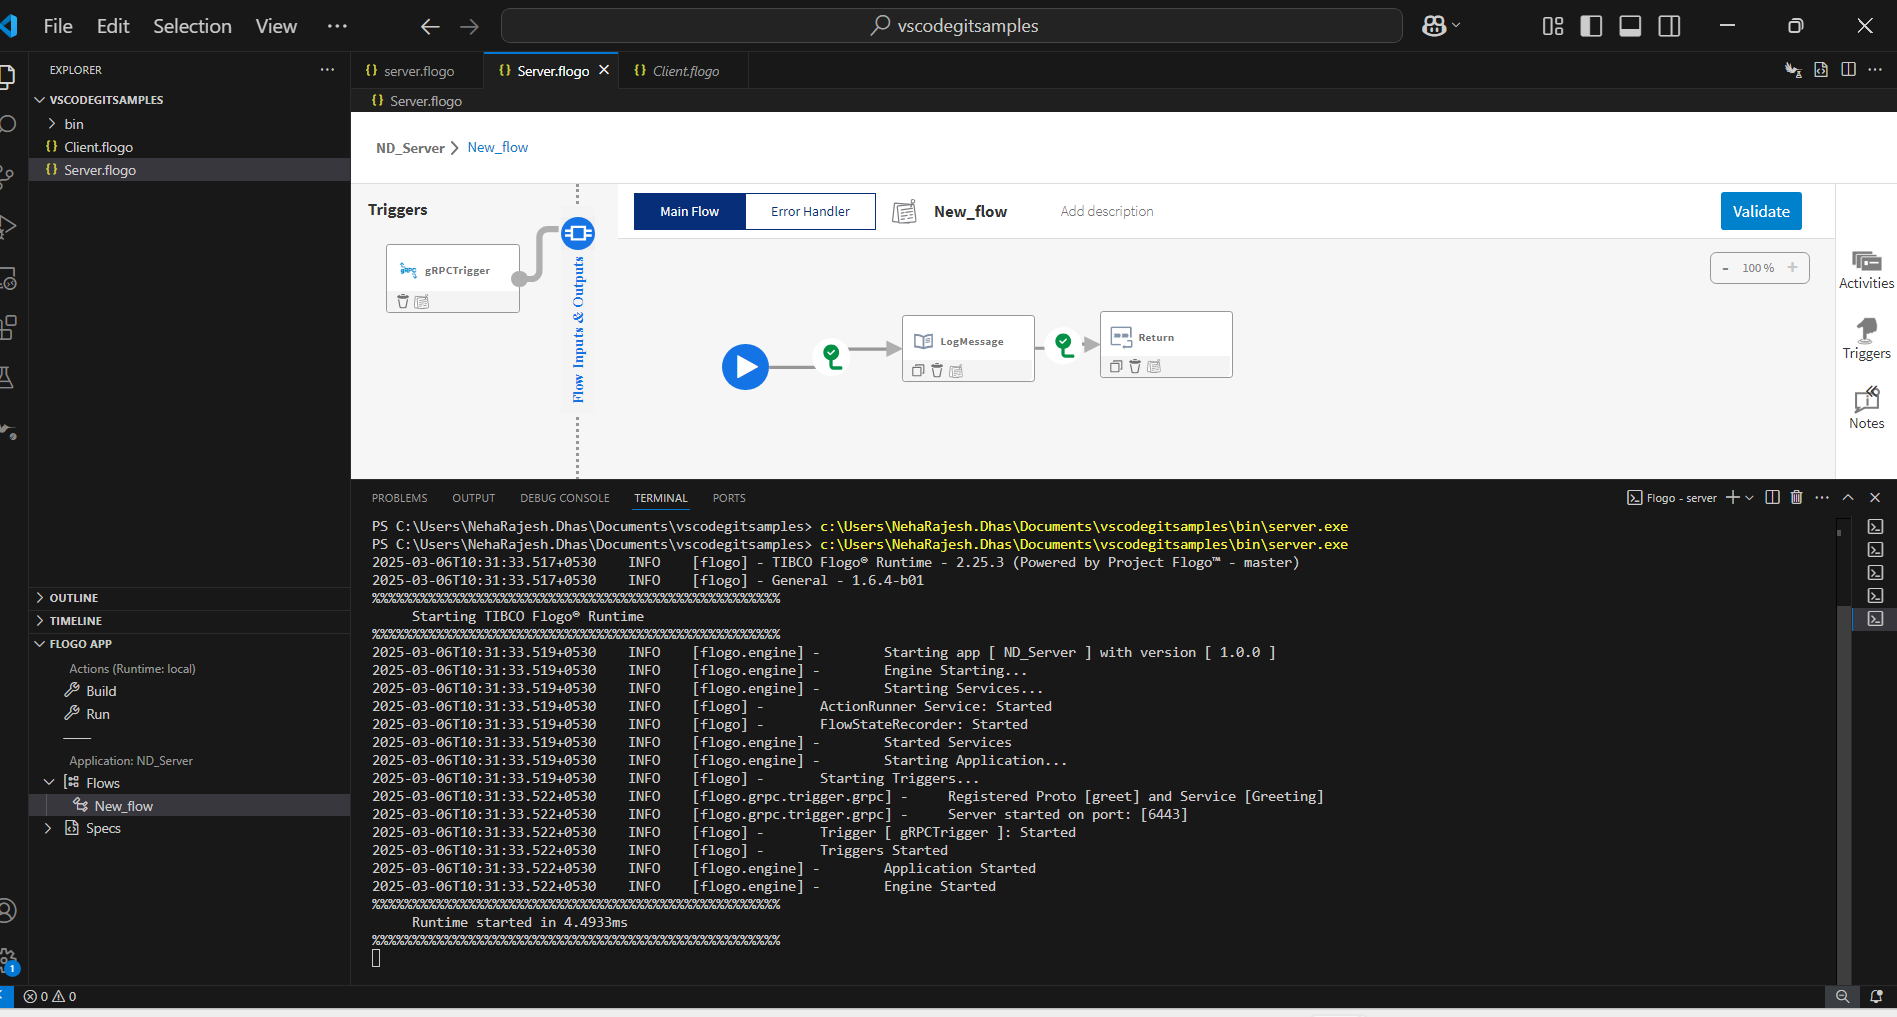 File Edit Selection View ··· vscodegitsamples
EXPLORER ···
VSCODEGITSAMPLES
bin
{} Client.flogo
{} Server.flogo
OUTLINE
TIMELINE
FLOGO APP
Actions (Runtime: local)
Build
Run
Application: ND_Server
Flows
New_flow
Specs
1
0 0
{} server.flogo {} Server.flogo {} Client.flogo
{} Server.flogo
ND_Server > New_flow
Triggers
Main Flow Error Handler New_flow Add description Validate
gRPC gRPCTrigger
Flow Inputs & Outputs
- 100 % +
LogMessage
Return
Activities
Triggers
Notes
PROBLEMS OUTPUT DEBUG CONSOLE TERMINAL PORTS Flogo - server
PS C:\Users\NehaRajesh.Dhas\Documents\vscodegitsamples> c:\Users\NehaRajesh.Dhas\Documents\vscodegitsamples\bin\server.exe
PS C:\Users\NehaRajesh.Dhas\Documents\vscodegitsamples> c:\Users\NehaRajesh.Dhas\Documents\vscodegitsamples\bin\server.exe
2025-03-06T10:31:33.517+0530 INFO [flogo] - TIBCO Flogo® Runtime - 2.25.3 (Powered by Project Flogo™ - master)
2025-03-06T10:31:33.517+0530 INFO [flogo] - General - 1.6.4-b01
%%%%%%%%%%%%%%%%%%%%%%%%%%%%%%%%%%%%%%%%%%%%%%%%%%%
Starting TIBCO Flogo® Runtime
%%%%%%%%%%%%%%%%%%%%%%%%%%%%%%%%%%%%%%%%%%%%%%%%%%%
2025-03-06T10:31:33.519+0530 INFO [flogo.engine] - Starting app [ ND_Server ] with version [ 1.0.0 ]
2025-03-06T10:31:33.519+0530 INFO [flogo.engine] - Engine Starting...
2025-03-06T10:31:33.519+0530 INFO [flogo.engine] - Starting Services...
2025-03-06T10:31:33.519+0530 INFO [flogo] - ActionRunner Service: Started
2025-03-06T10:31:33.519+0530 INFO [flogo] - FlowStateRecorder: Started
2025-03-06T10:31:33.519+0530 INFO [flogo.engine] - Started Services
2025-03-06T10:31:33.519+0530 INFO [flogo.engine] - Starting Application...
2025-03-06T10:31:33.519+0530 INFO [flogo] - Starting Triggers...
2025-03-06T10:31:33.522+0530 INFO [flogo.grpc.trigger.grpc] - Registered Proto [greet] and Service [Greeting]
2025-03-06T10:31:33.522+0530 INFO [flogo.grpc.trigger.grpc] - Server started on port: [6443]
2025-03-06T10:31:33.522+0530 INFO [flogo] - Trigger [ gRPCTrigger ]: Started
2025-03-06T10:31:33.522+0530 INFO [flogo] - Triggers Started
2025-03-06T10:31:33.522+0530 INFO [flogo.engine] - Application Started
2025-03-06T10:31:33.522+0530 INFO [flogo.engine] - Engine Started
%%%%%%%%%%%%%%%%%%%%%%%%%%%%%%%%%%%%%%%%%%%%%%%%%%%
Runtime started in 4.4933ms
%%%%%%%%%%%%%%%%%%%%%%%%%%%%%%%%%%%%%%%%%%%%%%%%%%%